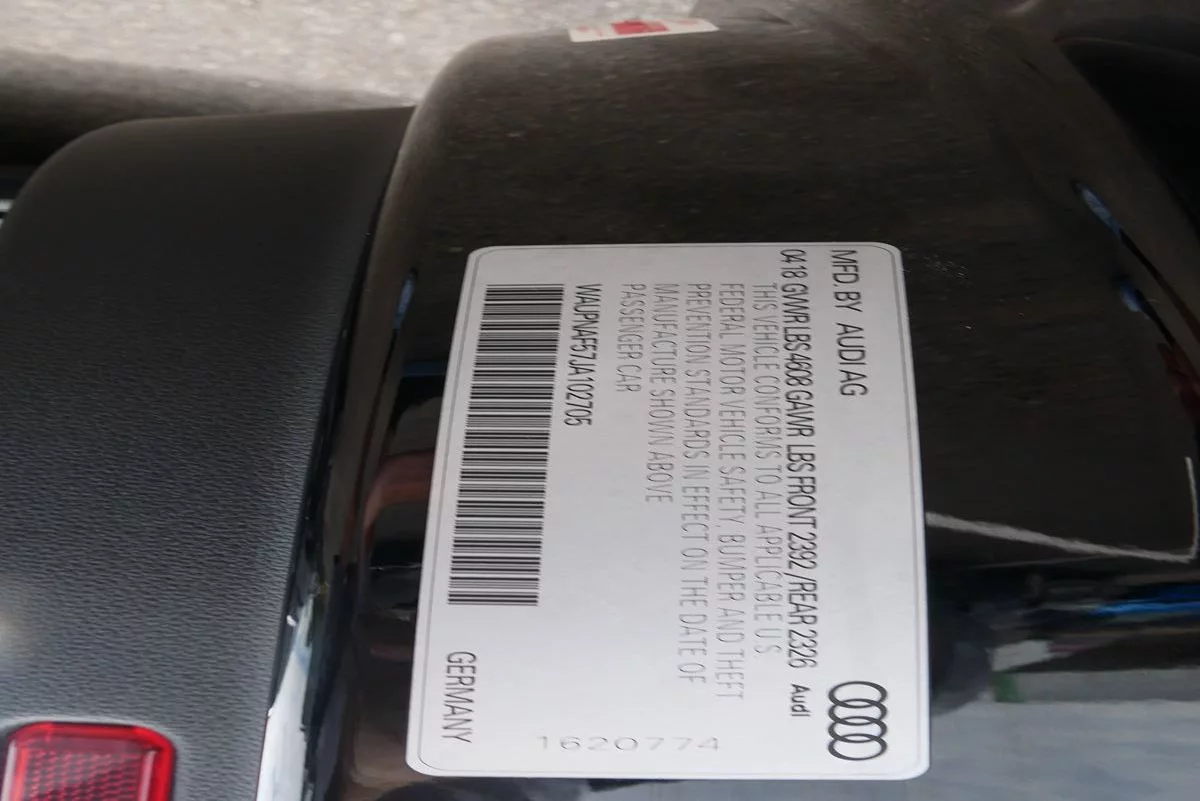 MFD. BY AUDI AG
04 18 GWR LBS 4608 GAWR LBS FRONT 2392 /REAR 2326 Audi
THIS VEHICLE CONFORMS TO ALL APPLICABLE U.S.
FEDERAL MOTOR VEHICLE SAFETY, BUMPER AND THEFT
PREVENTION STANDARDS IN EFFECT ON THE DATE OF
MANUFACTURE SHOWN ABOVE
PASSENGER CAR
1620774
WAUPNAF57JA102705
GERMANY